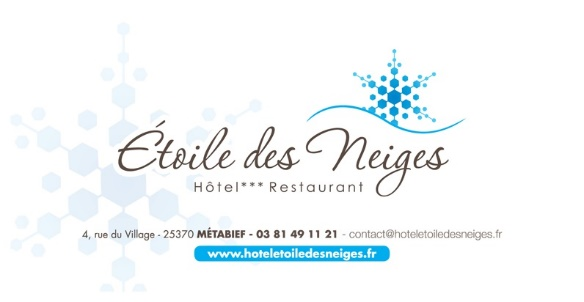 Étoile des Neiges
Hôtel*** Restaurant
4, rue du Village - 25370 MÉTABIEF - 03 81 49 11 21 - contact@hoteletoiledesneiges.fr
www.hoteletoiledesneiges.fr